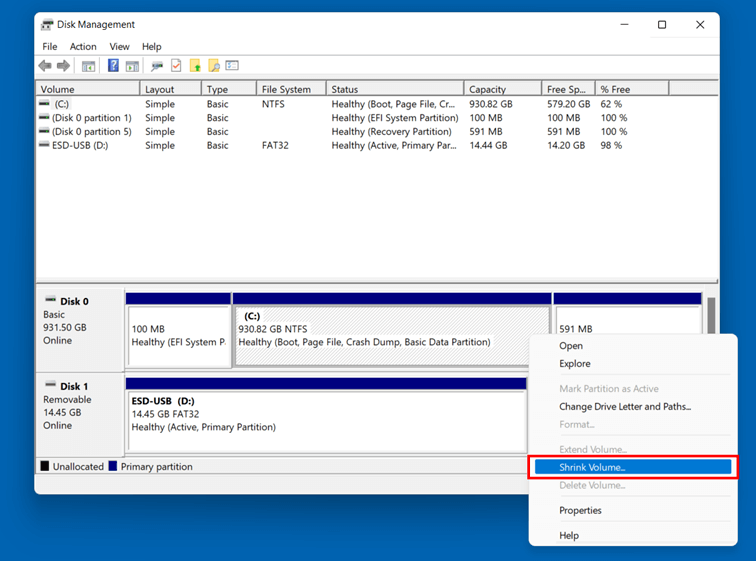 Disk Management
File Action View Help
Volume Layout Type File System Status Capacity Free Sp... % Free
(C:) Simple Basic NTFS Healthy (Boot, Page File, Cr... 930.82 GB 579.20 GB 62 %
(Disk 0 partition 1) Simple Basic Healthy (EFI System Partition) 100 MB 100 MB 100 %
(Disk 0 partition 5) Simple Basic Healthy (Recovery Partition) 591 MB 591 MB 100 %
ESD-USB (D:) Simple Basic FAT32 Healthy (Active, Primary Par... 14.44 GB 14.20 GB 98 %
Disk 0
Basic
931.50 GB
Online
100 MB
Healthy (EFI System P
(C:)
930.82 GB NTFS
Healthy (Boot, Page File, Crash Dump, Basic Data Partition)
591 MB
Disk 1
Removable
14.45 GB
Online
ESD-USB (D:)
14.45 GB FAT32
Healthy (Active, Primary Partition)
Unallocated Primary partition
Open
Explore
Mark Partition as Active
Change Drive Letter and Paths...
Format...
Extend Volume...
Shrink Volume...
Delete Volume...
Properties
Help